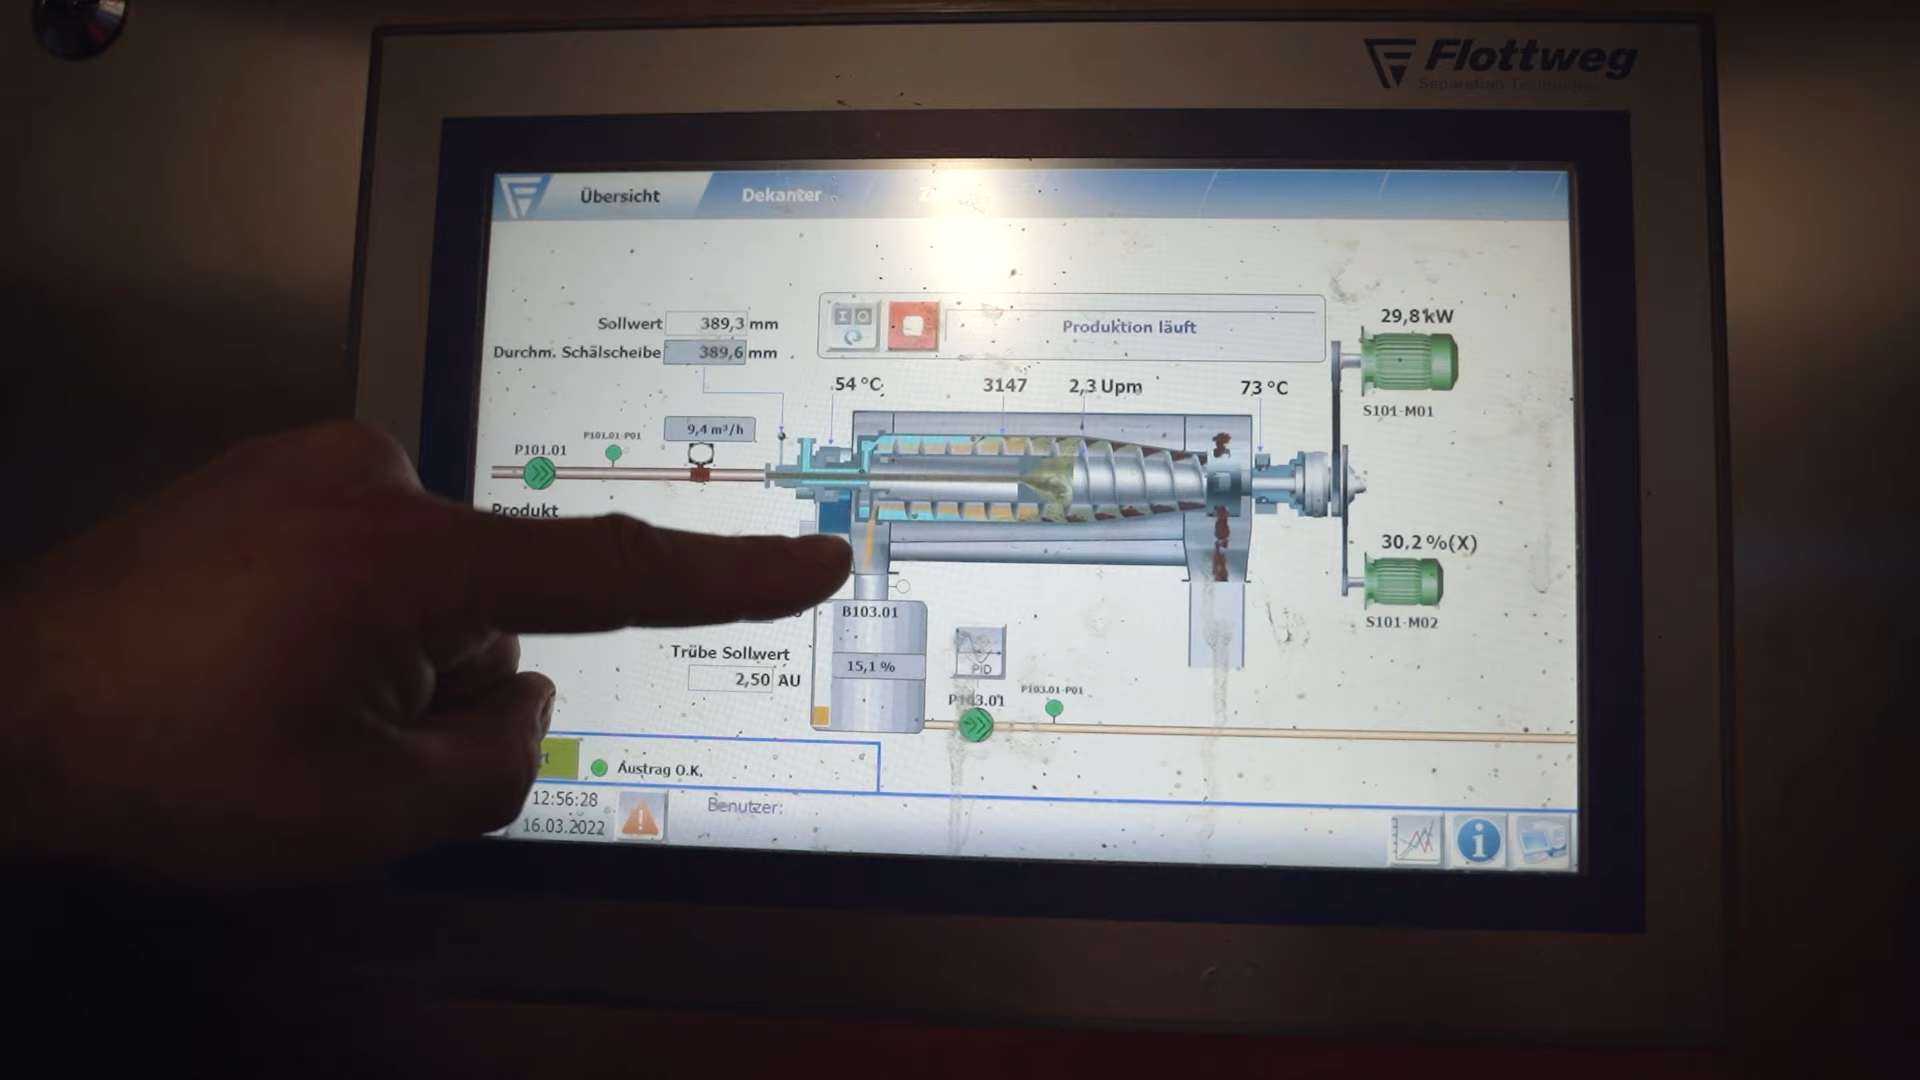 Flottweg
Separation Technology
Übersicht
Dekanter
Sollwert 389,3 mm
Durchm. Schälscheibe 389,6 mm
I O
Produktion läuft
29,8 kW
S101-M01
54 °C
3147
2,3 Upm
73 °C
9,4 m³/h
P101.01
P101.01-P01
Produkt
30,2 %(X)
S101-M02
B103.01
15,1 %
Trübe Sollwert
2,50 AU
PID
P103.01
P103.01-P01
Austrag O.K.
12:56:28
16.03.2022
Benutzer: